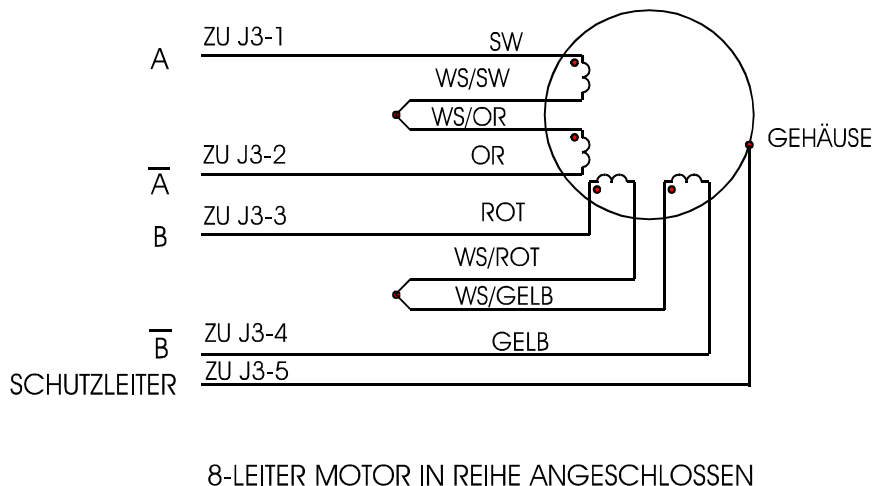 ZU J3-1 SW
A
WS/SW
WS/OR
ZU J3-2 OR
A̅
GEHÄUSE
ZU J3-3 ROT
B
WS/ROT
WS/GELB
ZU J3-4 GELB
B̅
ZU J3-5
SCHUTZLEITER
8-LEITER MOTOR IN REIHE ANGESCHLOSSEN